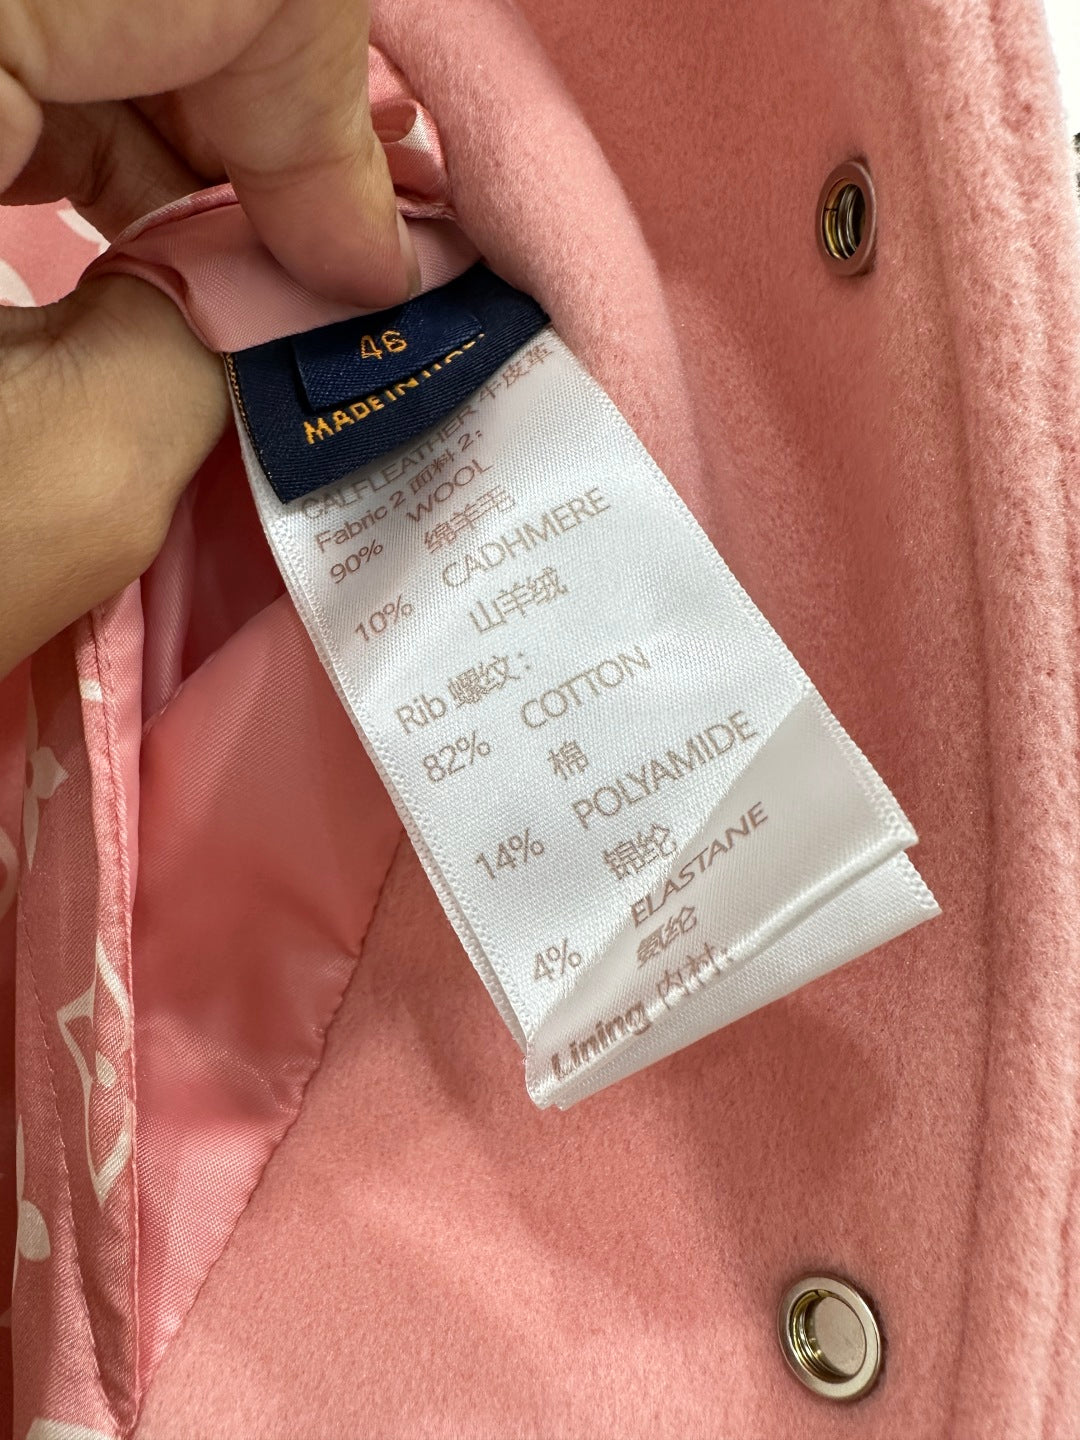 46
MADE IN
CALFLEATHER 牛皮革
Fabric 2 面料 2:
90% WOOL
绵羊毛
10% CADHMERE
山羊绒
Rib 螺纹:
82% COTTON
棉
14% POLYAMIDE
锦纶
4% ELASTANE
氨纶
Lining 内衬: